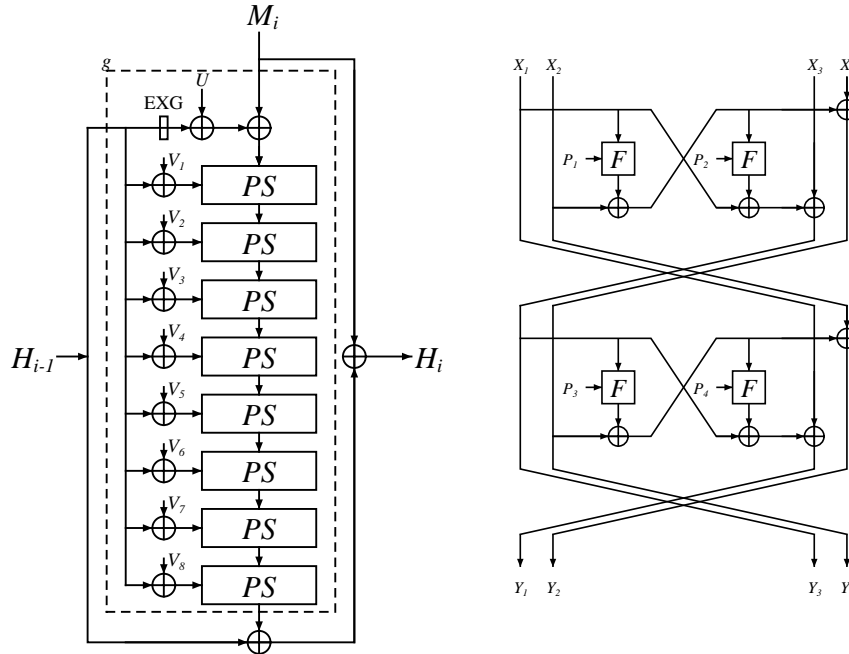 M_i
g
U
EXG
V_1
PS
V_2
PS
V_3
PS
V_4
PS
H_{i-1}
H_i
V_5
PS
V_6
PS
V_7
PS
V_8
PS
X_1 X_2 X_3 X
P_1 F P_2 F
P_3 F P_4 F
Y_1 Y_2 Y_3 Y